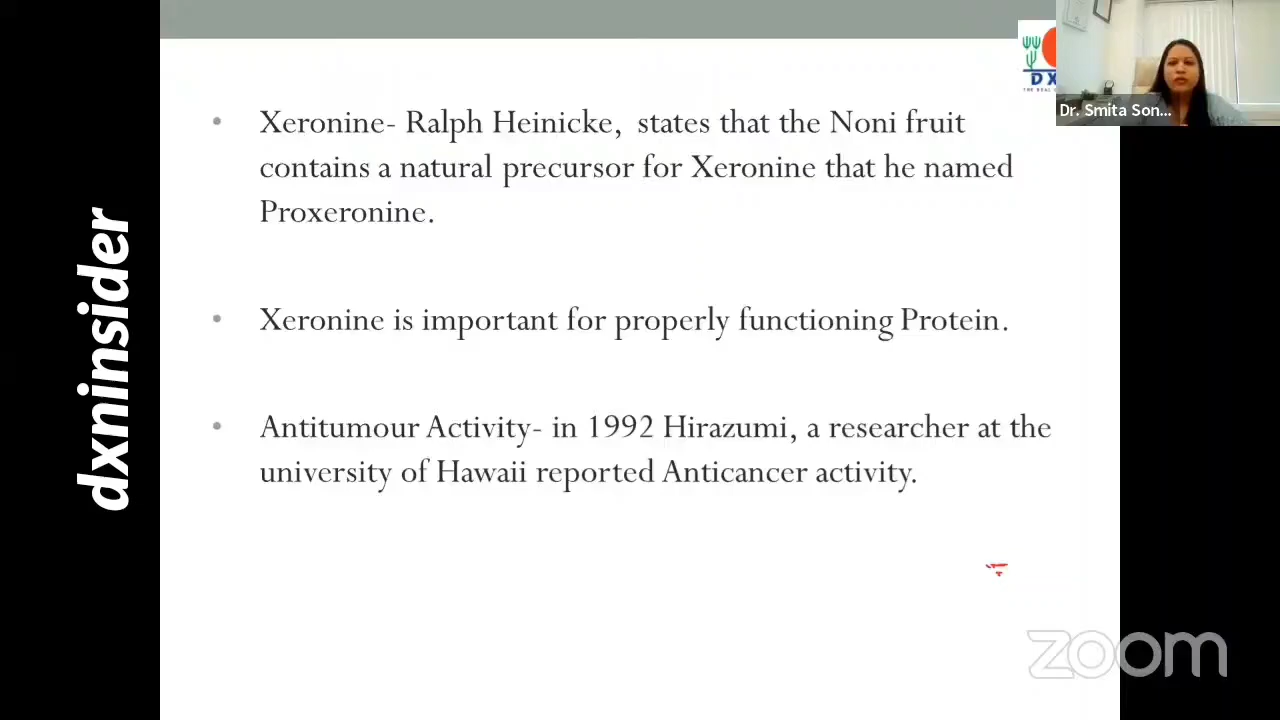 Xeronine- Ralph Heinicke, states that the Noni fruit
contains a natural precursor for Xeronine that he named
Proxeronine.
Xeronine is important for properly functioning Protein.
Antitumour Activity- in 1992 Hirazumi, a researcher at the
university of Hawaii reported Anticancer activity.
DX
Dr. Smita Son...
dxninsider
zoom